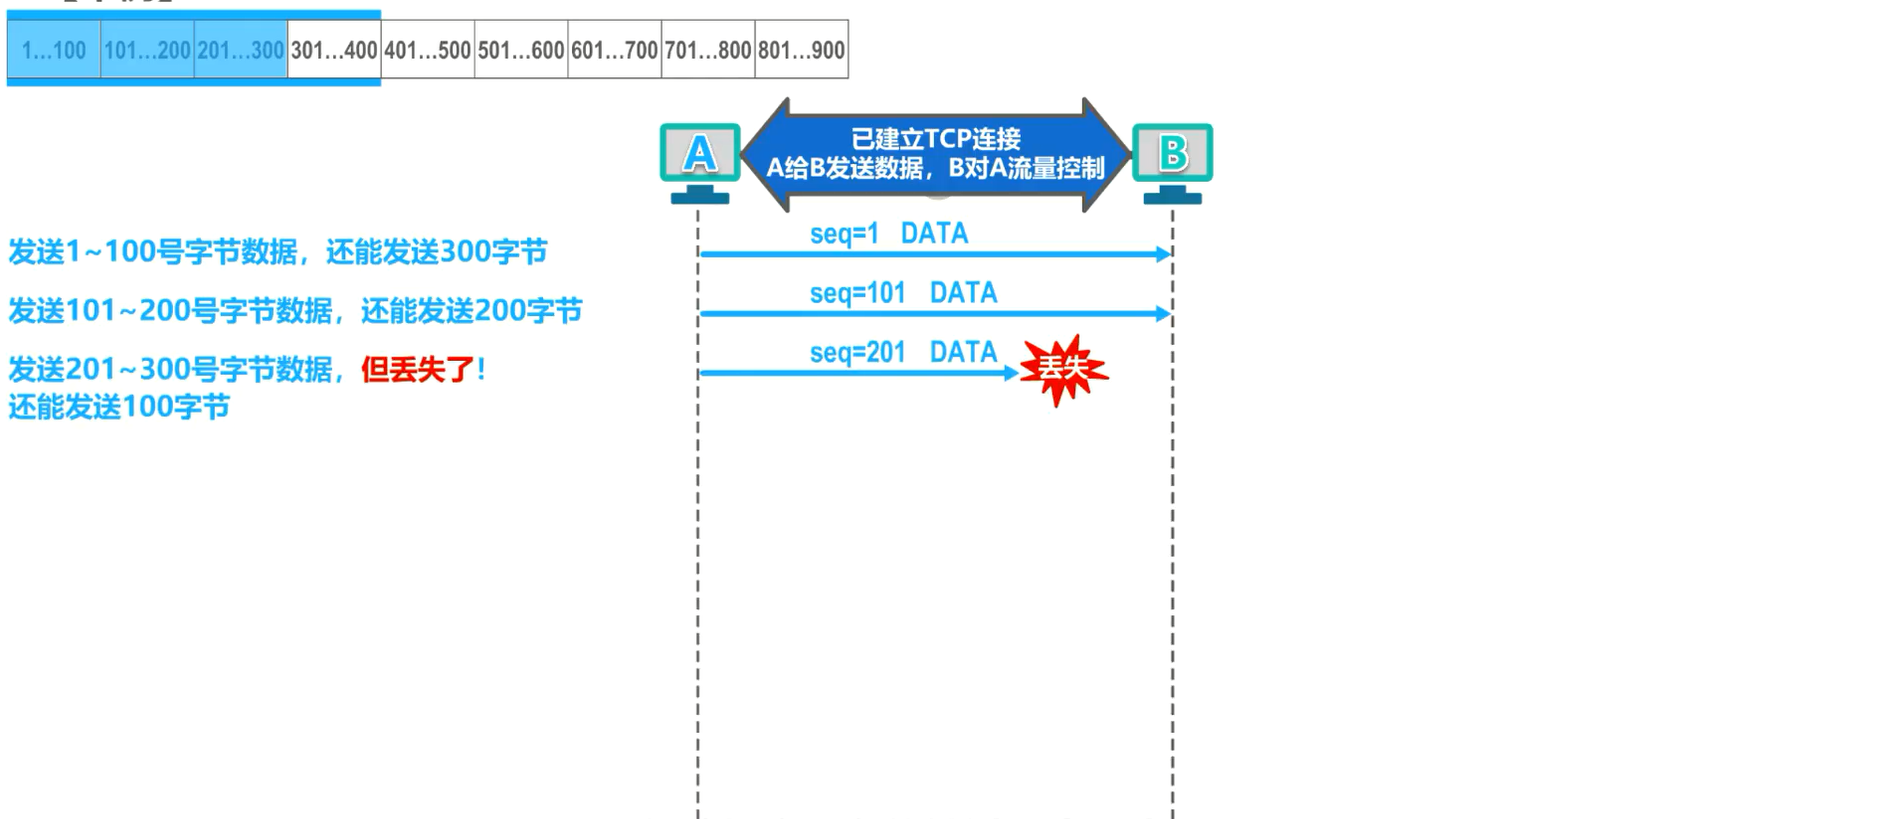 1...100 101...200 201...300 301...400 401...500 501...600 601...700 701...800 801...900
A
已建立TCP连接
A给B发送数据，B对A流量控制
B
发送1~100号字节数据，还能发送300字节
seq=1 DATA
发送101~200号字节数据，还能发送200字节
seq=101 DATA
发送201~300号字节数据，但丢失了！
还能发送100字节
seq=201 DATA
丢失